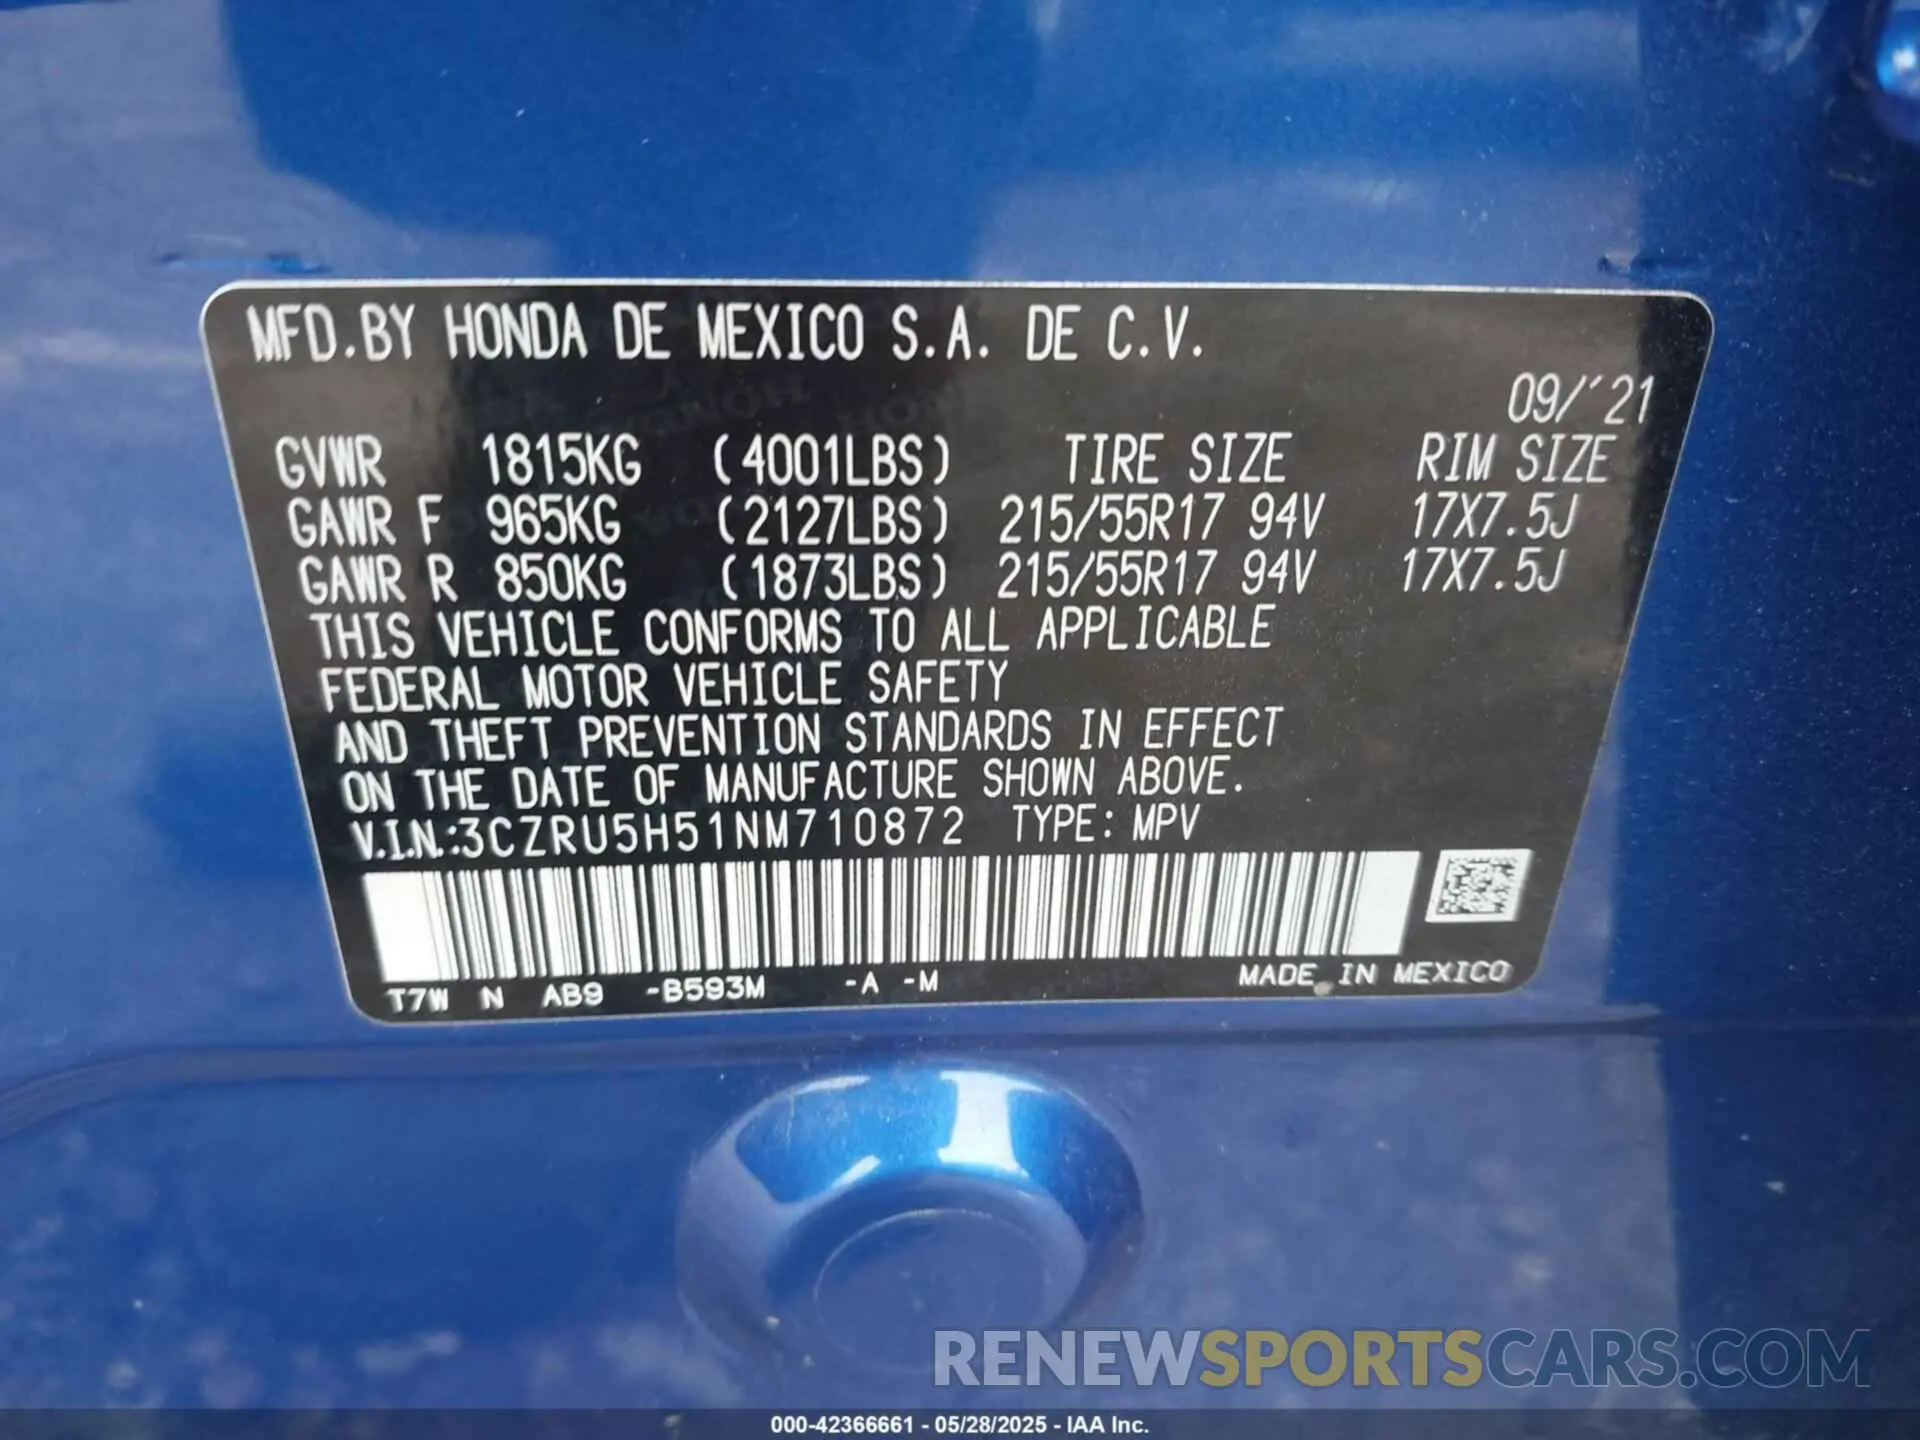 MFD.BY HONDA DE MEXICO S.A. DE C.V.
09/'21
GVWR 1815KG (4001LBS) TIRE SIZE RIM SIZE
GAWR F 965KG (2127LBS) 215/55R17 94V 17X7.5J
GAWR R 850KG (1873LBS) 215/55R17 94V 17X7.5J
THIS VEHICLE CONFORMS TO ALL APPLICABLE
FEDERAL MOTOR VEHICLE SAFETY
AND THEFT PREVENTION STANDARDS IN EFFECT
ON THE DATE OF MANUFACTURE SHOWN ABOVE.
V.I.N.:3CZRU5H51NM710872 TYPE: MPV
T7W N AB9 -B593M -A -M MADE IN MEXICO
RENEWSPORTSCARS.COM
000-42366661 - 05/28/2025 - IAA Inc.